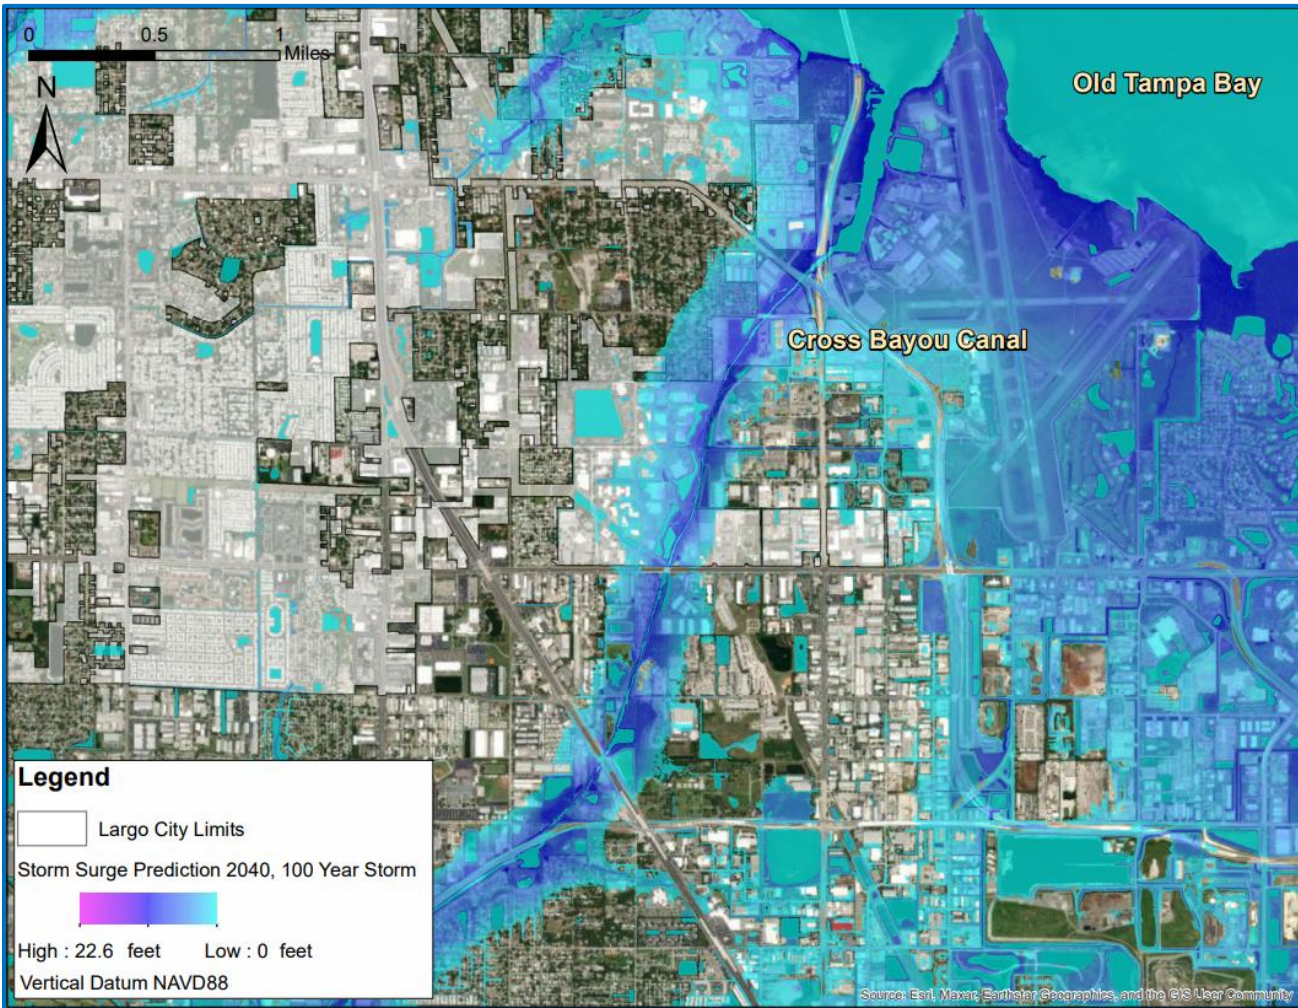 0 0.5 1
Miles
N
Old Tampa Bay
Cross Bayou Canal
Legend
Largo City Limits
Storm Surge Prediction 2040, 100 Year Storm
High : 22.6 feet Low : 0 feet
Vertical Datum NAVD88
Source: Esri, Maxar, Earthstar Geographics, and the GIS User Community